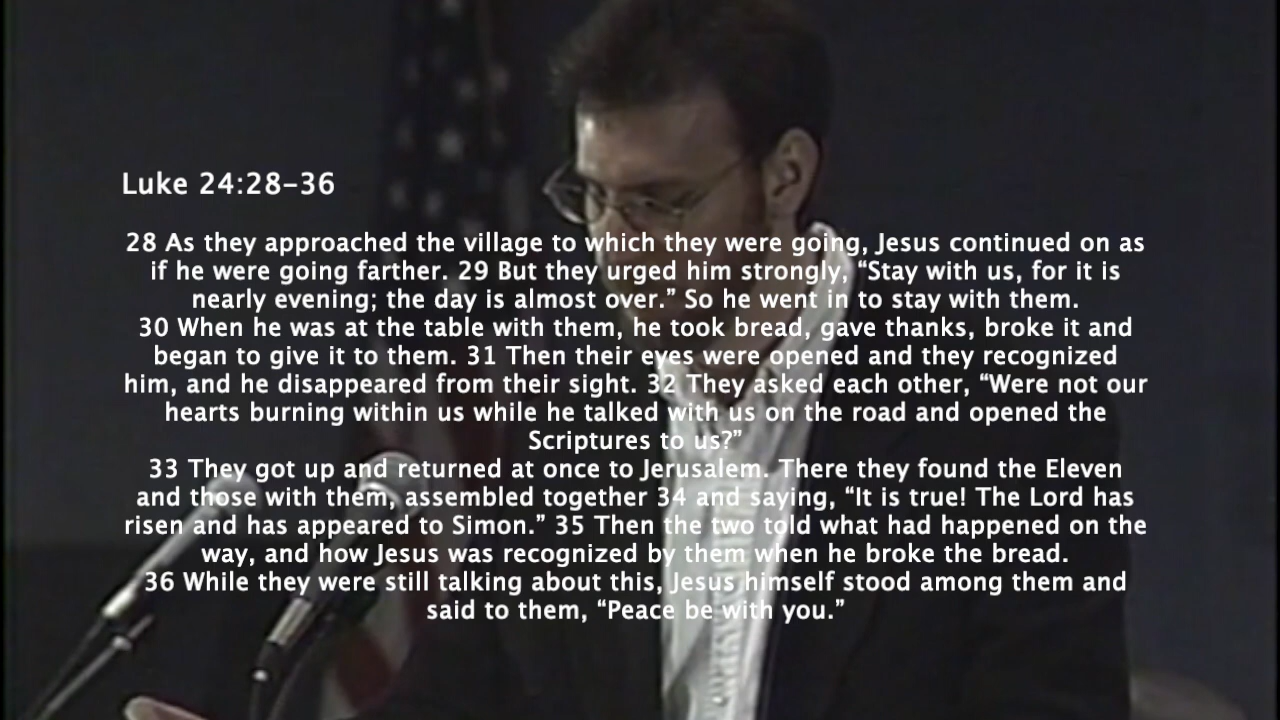 Luke 24:28–36
28 As they approached the village to which they were going, Jesus continued on as
if he were going farther. 29 But they urged him strongly, “Stay with us, for it is
nearly evening; the day is almost over.” So he went in to stay with them.
30 When he was at the table with them, he took bread, gave thanks, broke it and
began to give it to them. 31 Then their eyes were opened and they recognized
him, and he disappeared from their sight. 32 They asked each other, “Were not our
hearts burning within us while he talked with us on the road and opened the
Scriptures to us?”
33 They got up and returned at once to Jerusalem. There they found the Eleven
and those with them, assembled together 34 and saying, “It is true! The Lord has
risen and has appeared to Simon.” 35 Then the two told what had happened on the
way, and how Jesus was recognized by them when he broke the bread.
36 While they were still talking about this, Jesus himself stood among them and
said to them, “Peace be with you.”